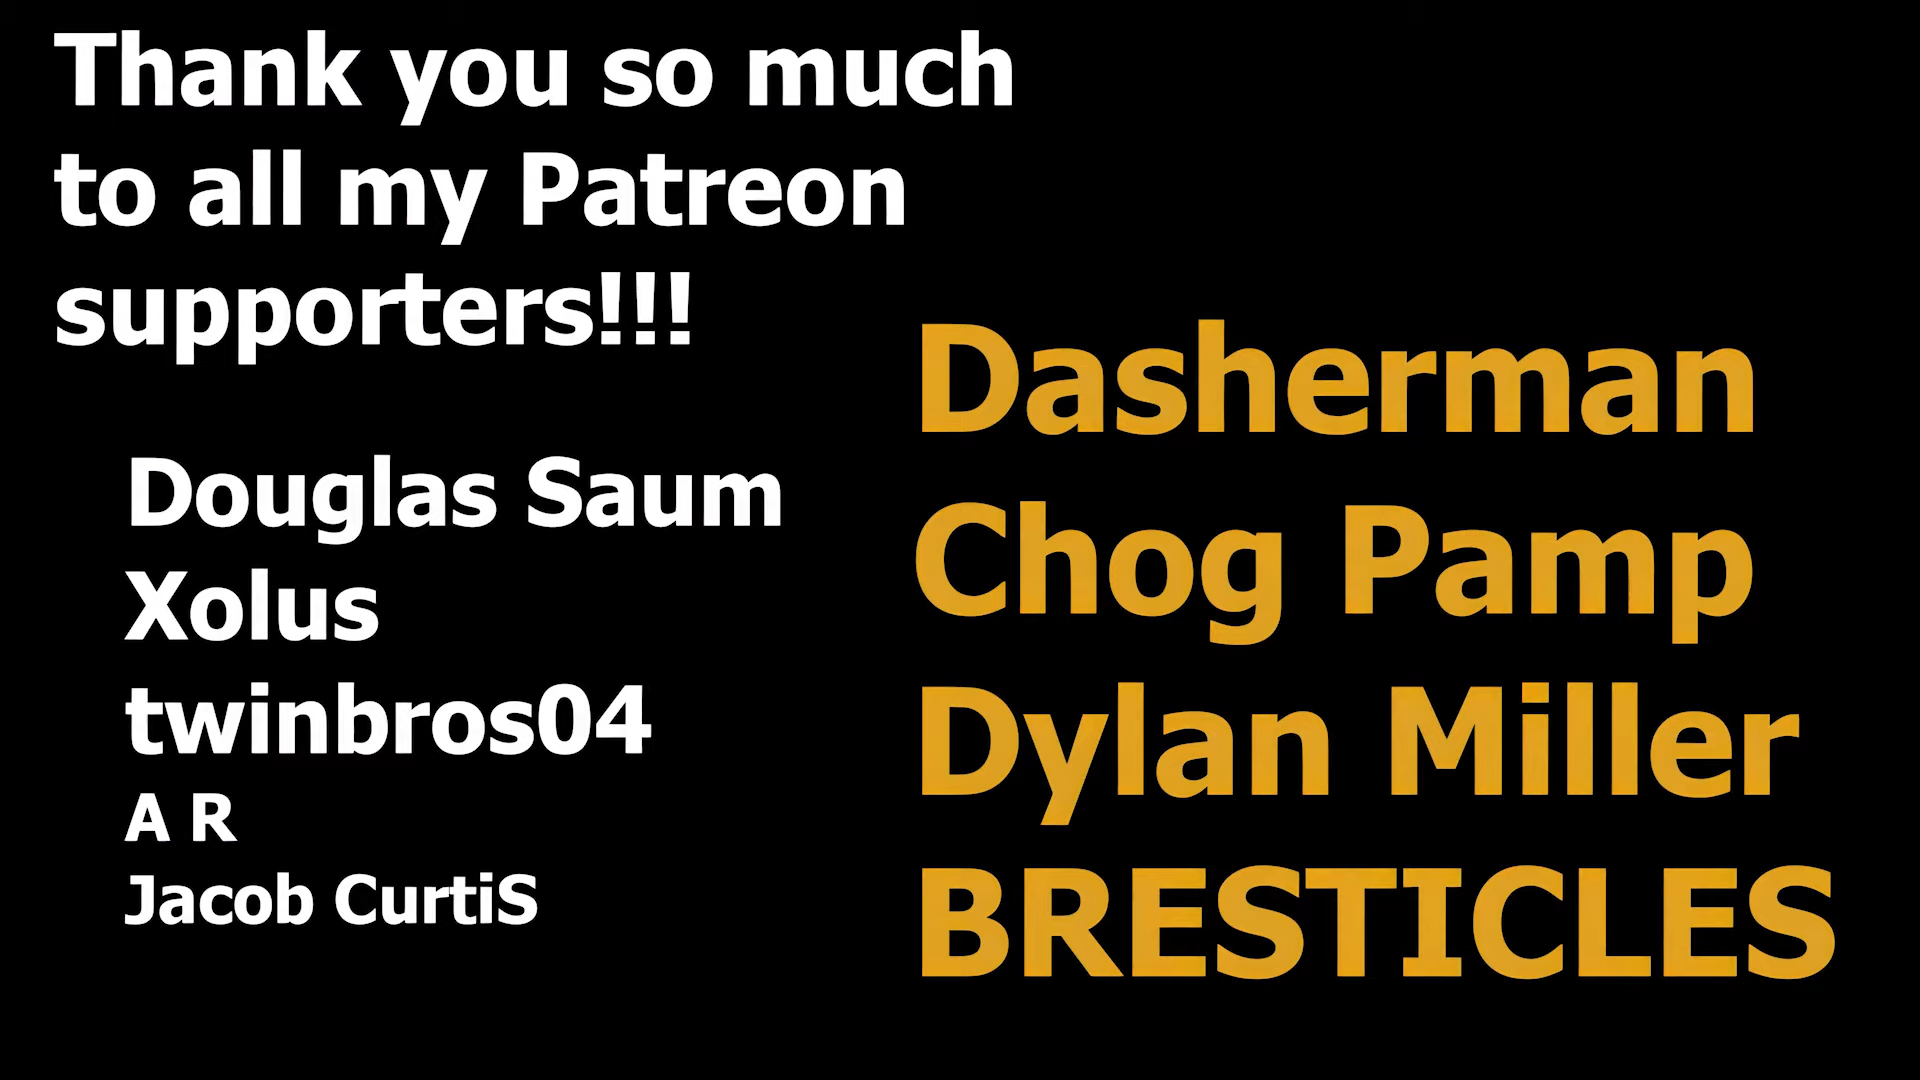 Thank you so much
to all my Patreon
supporters!!!
Douglas Saum
Xolus
twinbros04
A R
Jacob CurtiS
Dasherman
Chog Pamp
Dylan Miller
BRESTICLES